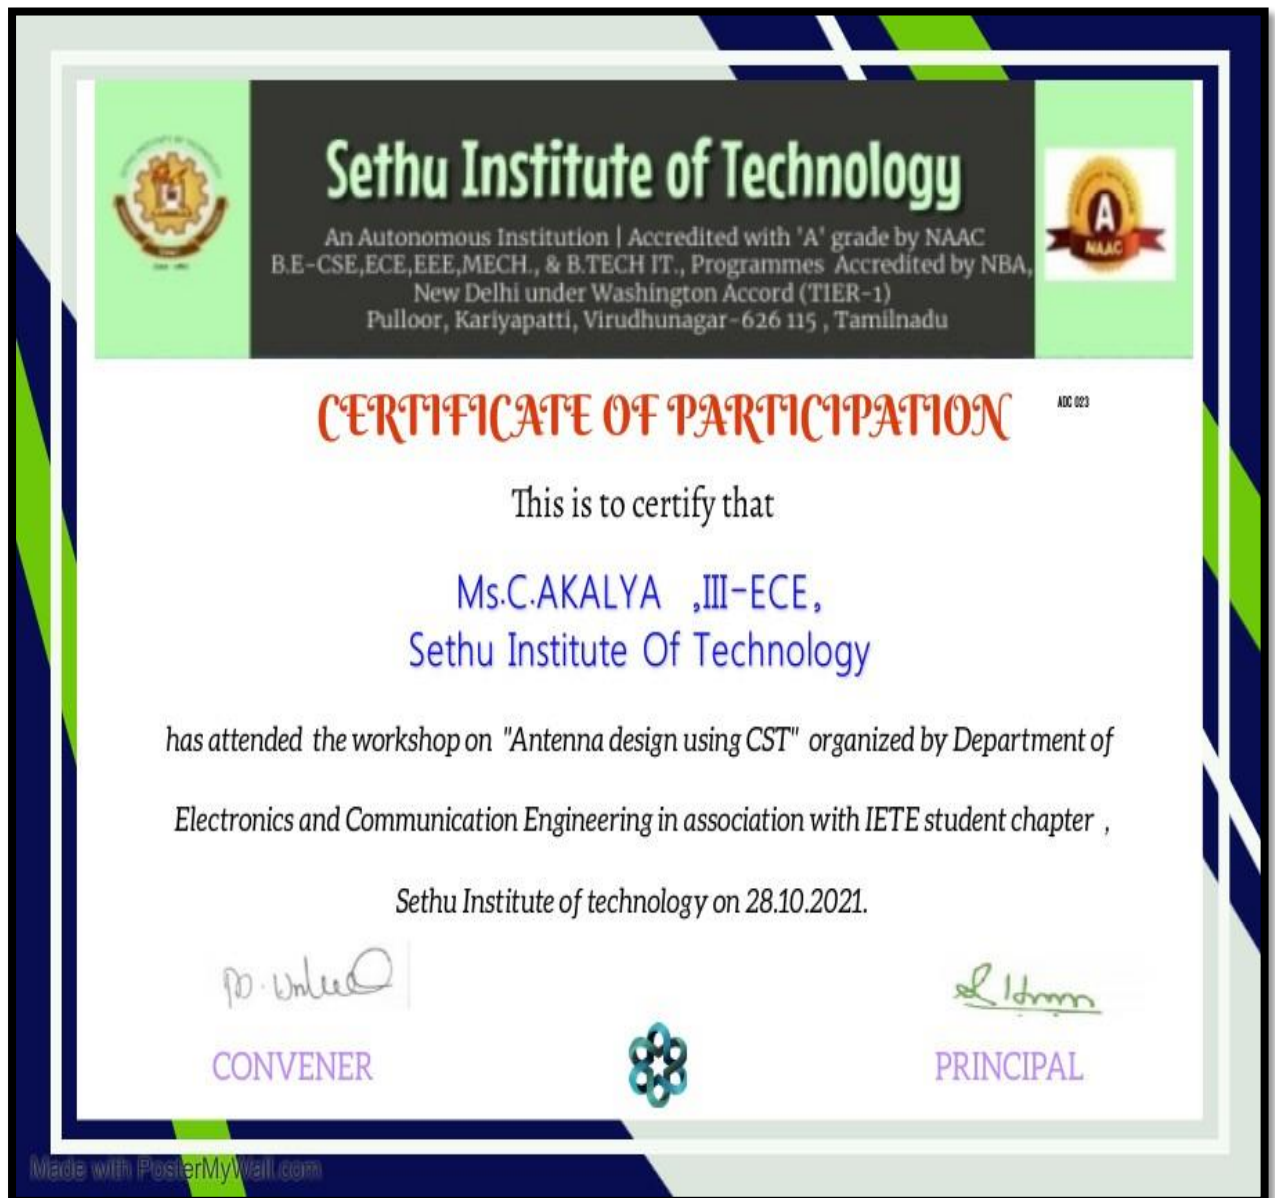 Sethu Institute of Technology
An Autonomous Institution | Accredited with 'A' grade by NAAC
B.E-CSE,ECE,EEE,MECH., & B.TECH IT., Programmes Accredited by NBA,
New Delhi under Washington Accord (TIER-1)
Pulloor, Kariyapatti, Virudhunagar-626 115 , Tamilnadu
A
NAAC
CERTIFICATE OF PARTICIPATION
ADC 023
This is to certify that
Ms.C.AKALYA ,III-ECE,
Sethu Institute Of Technology
has attended the workshop on "Antenna design using CST" organized by Department of
Electronics and Communication Engineering in association with IETE student chapter ,
Sethu Institute of technology on 28.10.2021.
CONVENER
PRINCIPAL
Made with PosterMyWall.com